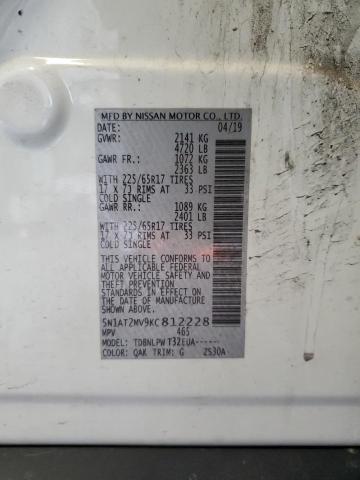 MFD BY NISSAN MOTOR CO., LTD.
DATE: 04/19
GVWR: 2141 KG
4720 LB
GAWR FR: 1072 KG
2363 LB
WITH 225/65R17 TIRES
17 X 7J RIMS AT 33 PSI
COLD SINGLE
GAWR RR: 1089 KG
2401 LB
WITH 225/65R17 TIRES
17 X 7J RIMS AT 33 PSI
COLD SINGLE
THIS VEHICLE CONFORMS TO ALL
APPLICABLE FEDERAL MOTOR
VEHICLE SAFETY AND
THEFT PREVENTION STANDARDS
IN EFFECT ON THE DATE OF
MANUFACTURE SHOWN ABOVE.
5N1AT2MV9KC812228
MPV 465
MODEL: TDBNLPW T32EUA------
COLOR: QAK TRIM: G ZS30A